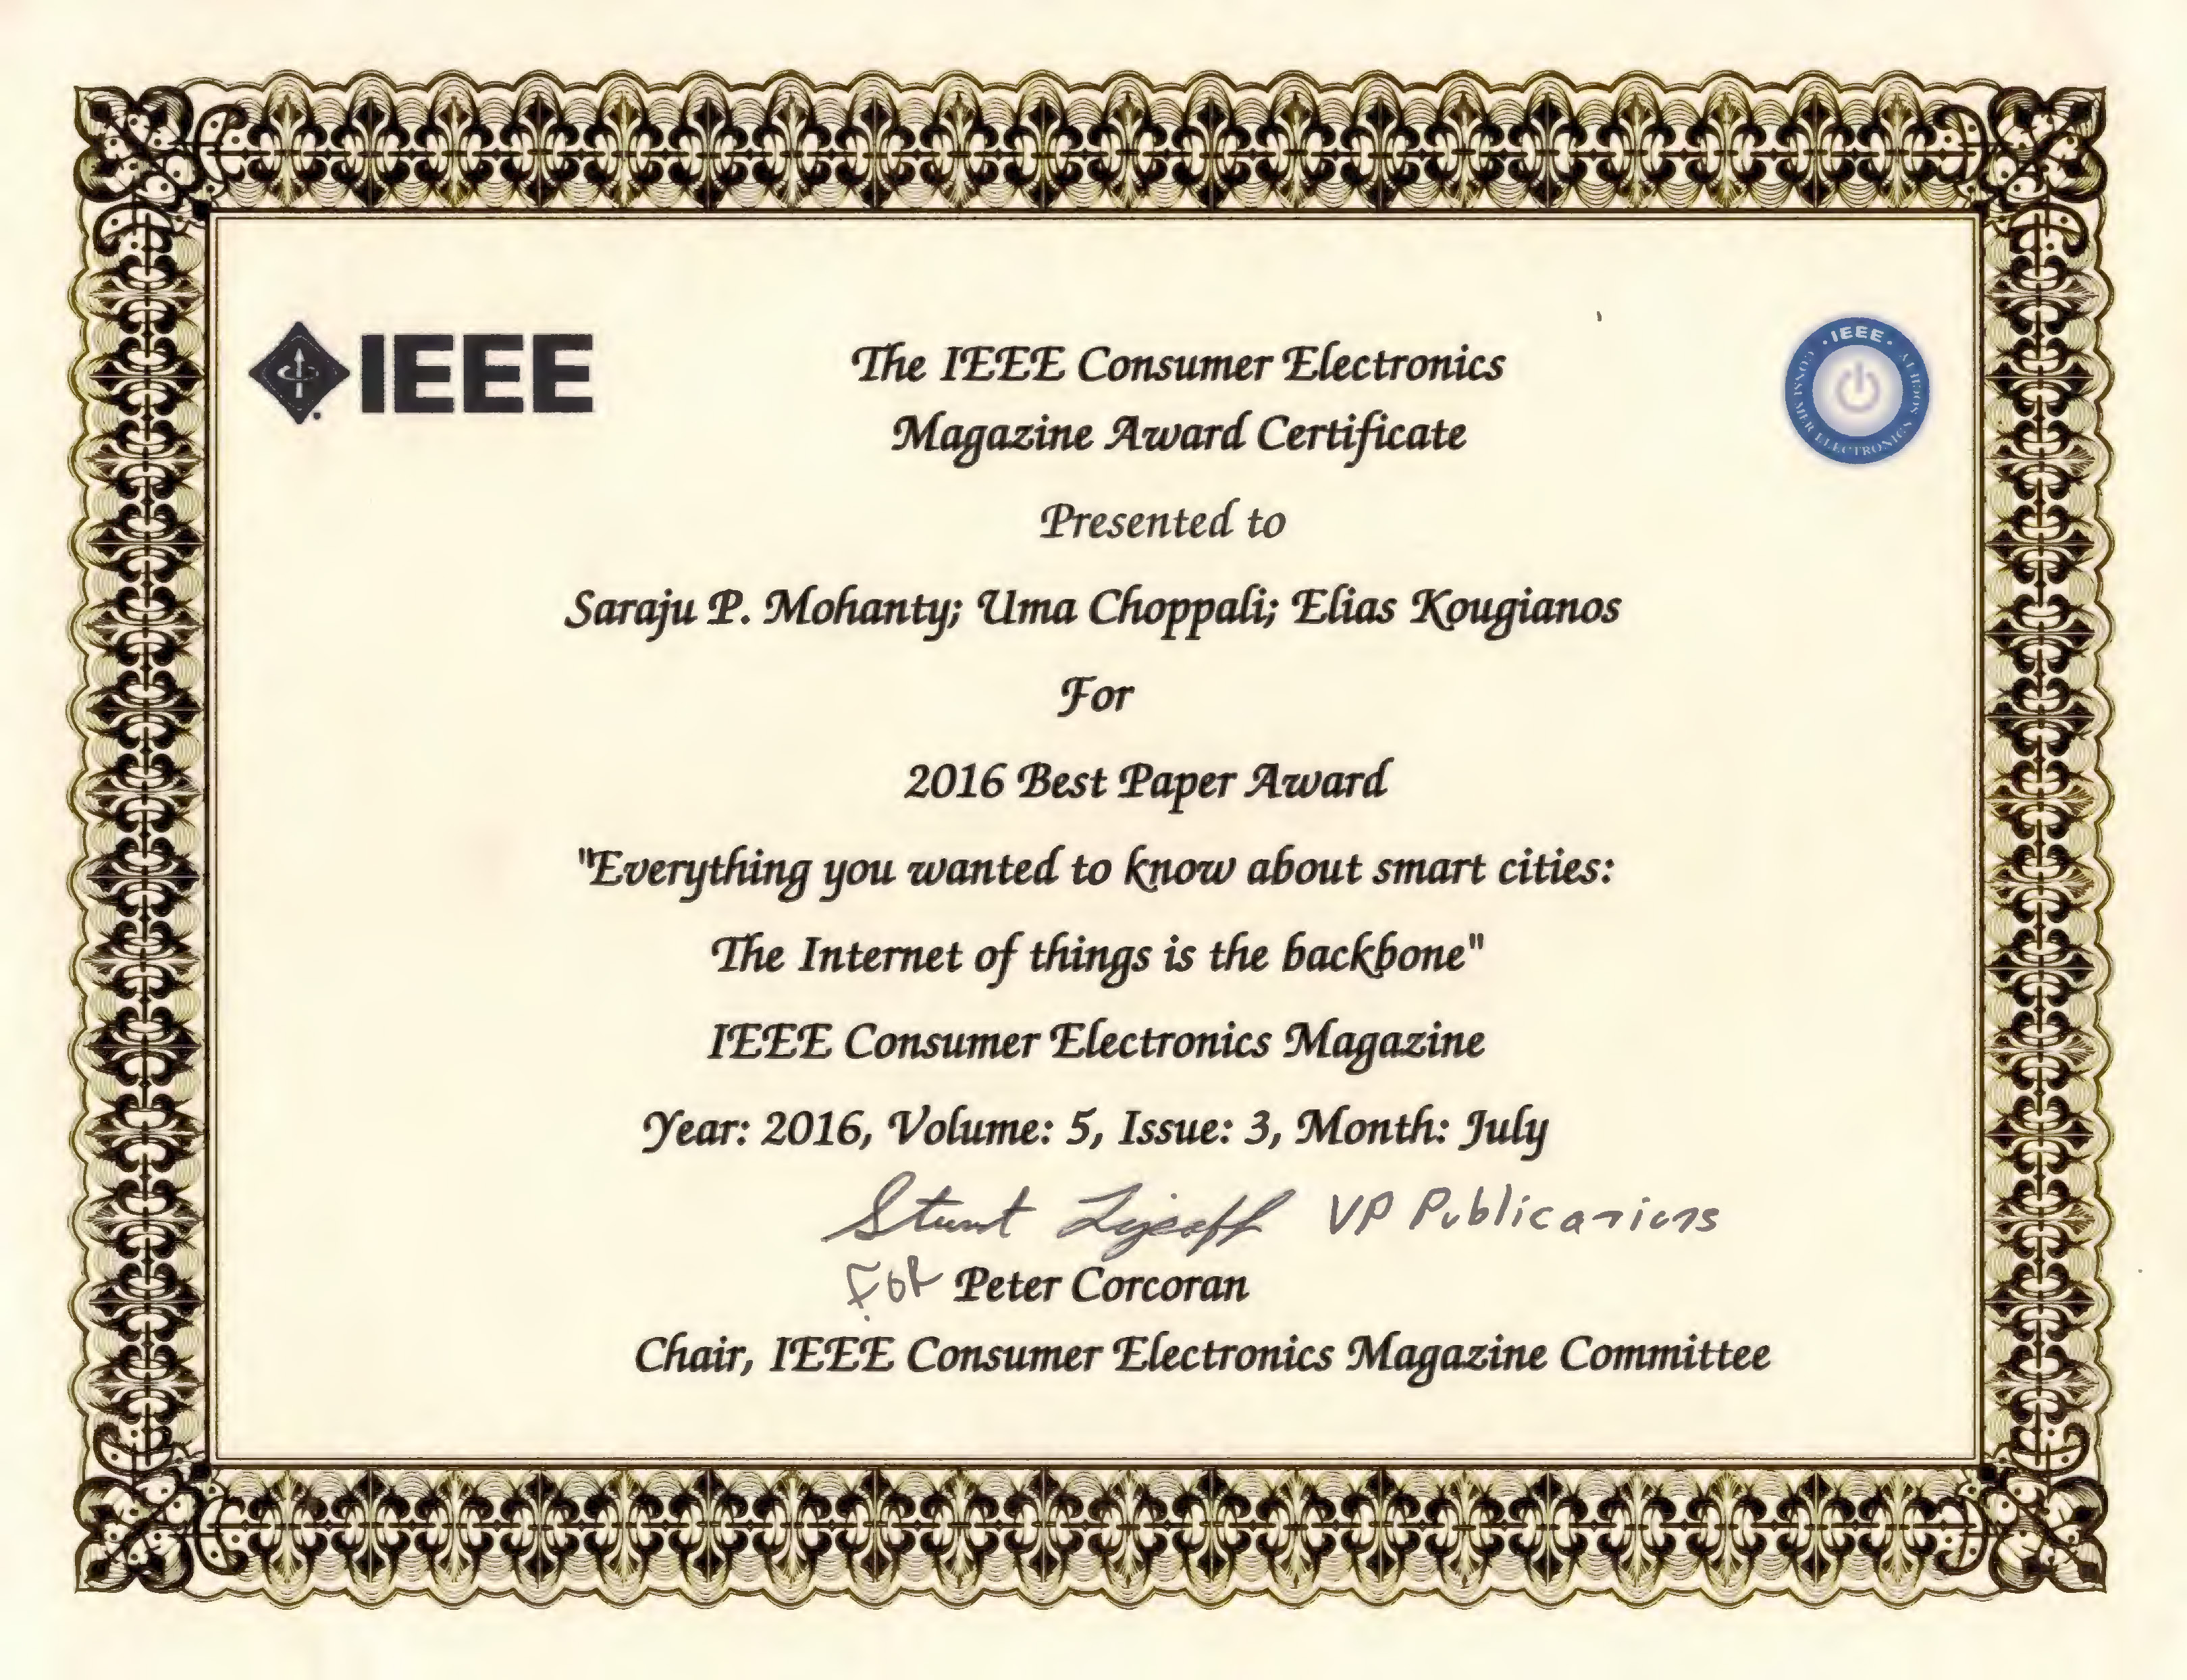 IEEE
The IEEE Consumer Electronics
Magazine Award Certificate
· IEEE ·
CONSUMER ELECTRONICS SOCIETY
Presented to
Saraju P. Mohanty; Uma Choppali; Elias Kougianos
For
2016 Best Paper Award
"Everything you wanted to know about smart cities:
The Internet of things is the backbone"
IEEE Consumer Electronics Magazine
Year: 2016, Volume: 5, Issue: 3, Month: July
VP Publications
FOR Peter Corcoran
Chair, IEEE Consumer Electronics Magazine Committee